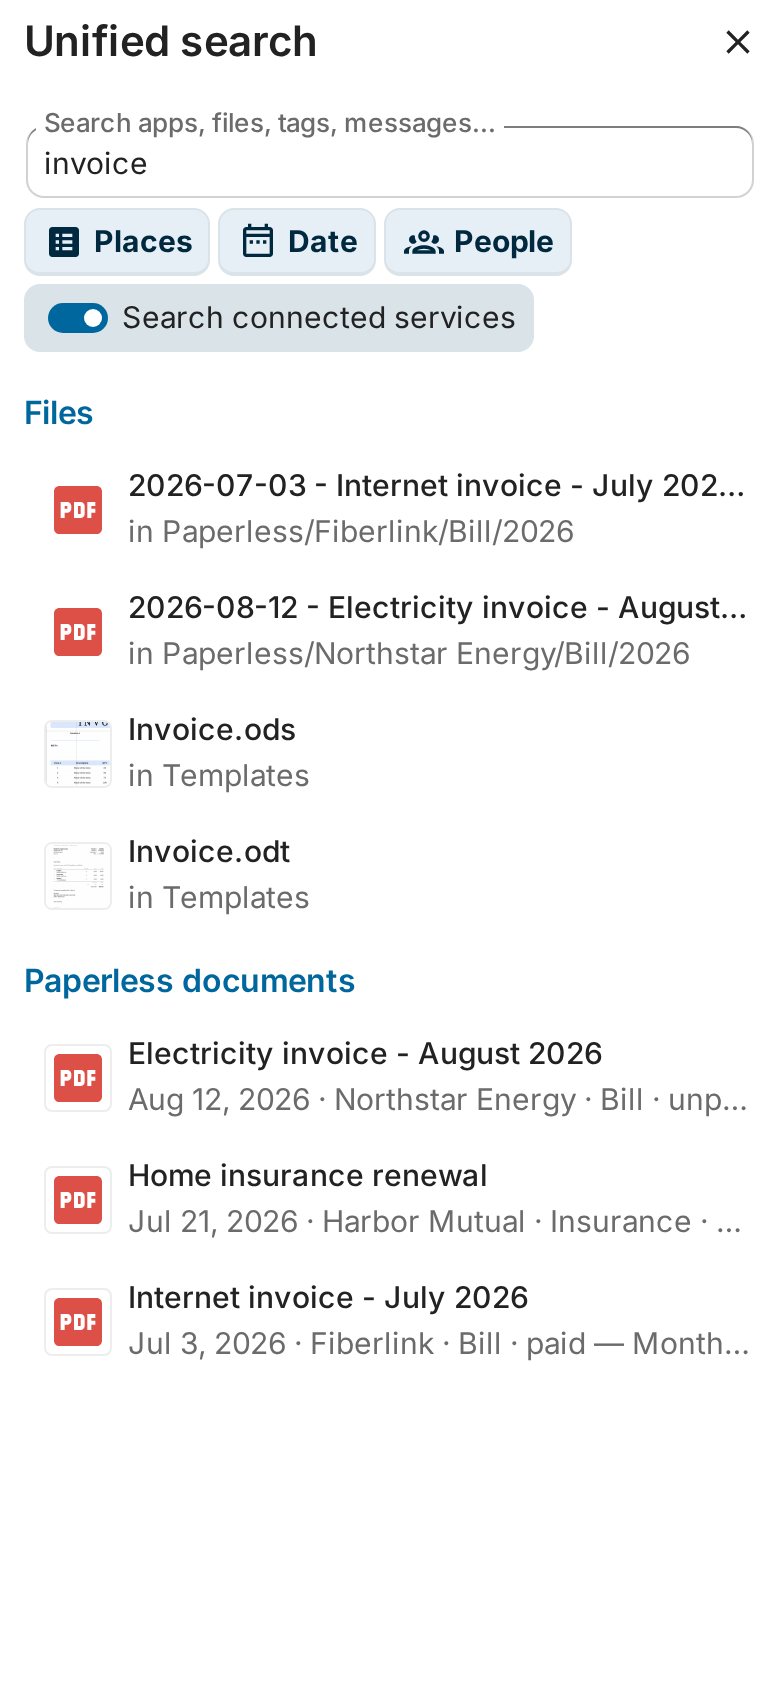 Unified search
Search apps, files, tags, messages...
invoice
Places
Date
People
Search connected services
Files
2026-07-03 - Internet invoice - July 202...
PDF
in Paperless/Fiberlink/Bill/2026
2026-08-12 - Electricity invoice - August...
PDF
in Paperless/Northstar Energy/Bill/2026
Invoice.ods
in Templates
Invoice.odt
in Templates
Paperless documents
Electricity invoice - August 2026
PDF
Aug 12, 2026 · Northstar Energy · Bill · unp...
Home insurance renewal
PDF
Jul 21, 2026 · Harbor Mutual · Insurance · ...
Internet invoice - July 2026
PDF
Jul 3, 2026 · Fiberlink · Bill · paid — Month...